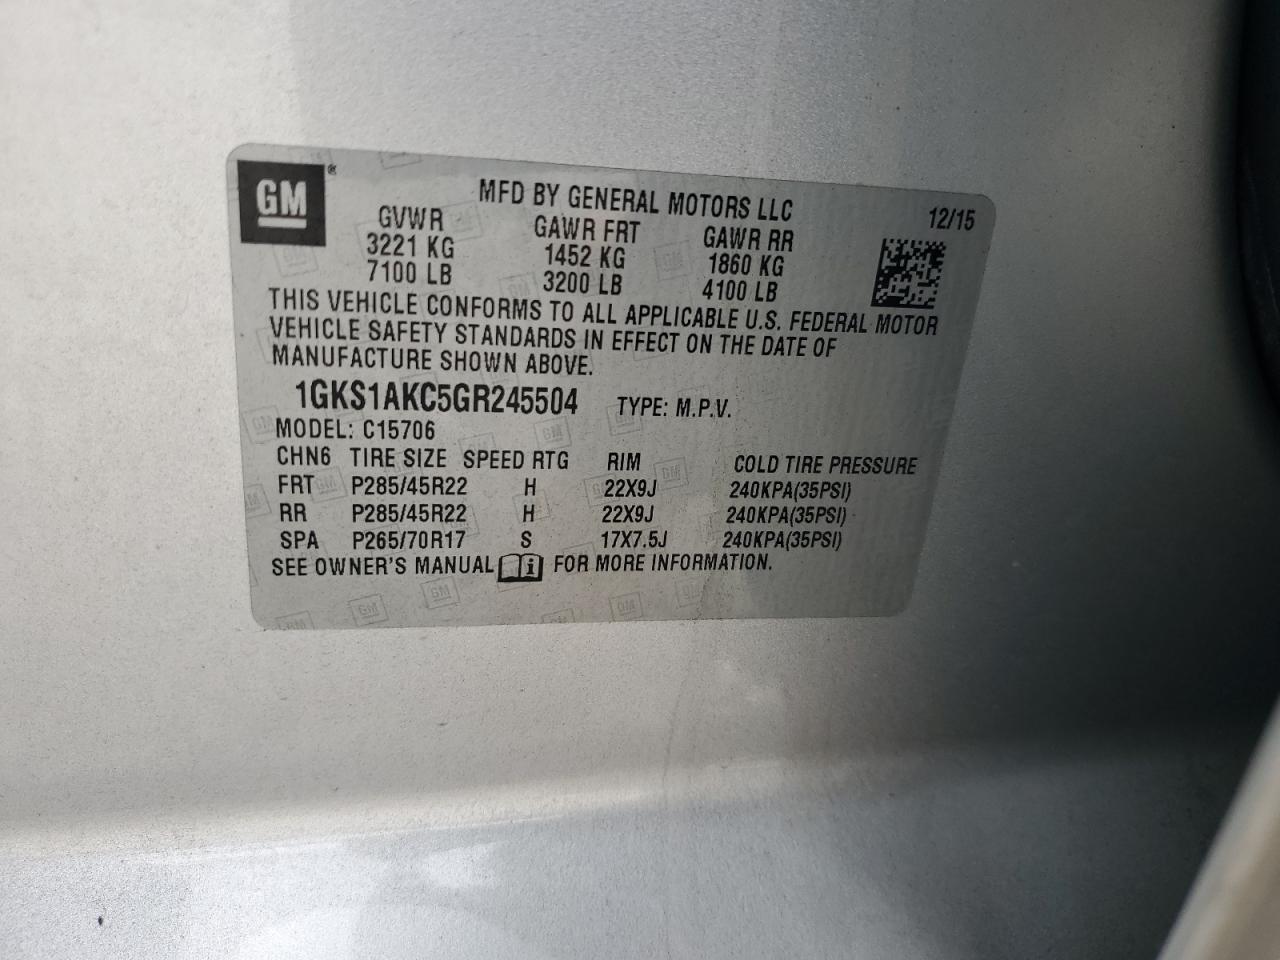 GM®
MFD BY GENERAL MOTORS LLC 12/15
GVWR GAWR FRT GAWR RR
3221 KG 1452 KG 1860 KG
7100 LB 3200 LB 4100 LB
THIS VEHICLE CONFORMS TO ALL APPLICABLE U.S. FEDERAL MOTOR
VEHICLE SAFETY STANDARDS IN EFFECT ON THE DATE OF
MANUFACTURE SHOWN ABOVE.
1GKS1AKC5GR245504 TYPE: M.P.V.
MODEL: C15706
CHN6 TIRE SIZE SPEED RTG RIM COLD TIRE PRESSURE
FRT P285/45R22 H 22X9J 240KPA(35PSI)
RR P285/45R22 H 22X9J 240KPA(35PSI)
SPA P265/70R17 S 17X7.5J 240KPA(35PSI)
SEE OWNER'S MANUAL i FOR MORE INFORMATION.